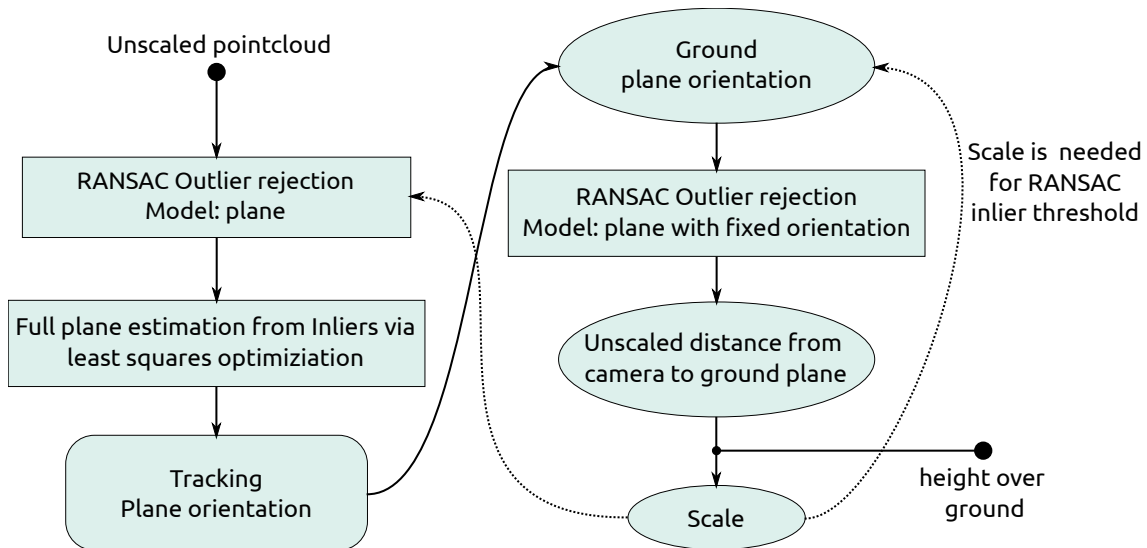 Unscaled pointcloud
RANSAC Outlier rejection
Model: plane
Full plane estimation from Inliers via
least squares optimiziation
Tracking
Plane orientation
Ground
plane orientation
RANSAC Outlier rejection
Model: plane with fixed orientation
Unscaled distance from
camera to ground plane
Scale
height over
ground
Scale is needed
for RANSAC
inlier threshold